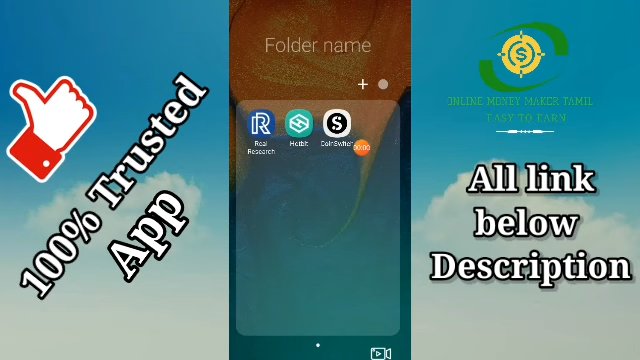 Folder name
Real
Research
Hotbit
CoinSwitch
00:00
100% Trusted
App
ONLINE MONEY MAKER TAMIL
EASY TO EARN
All link
below
Description